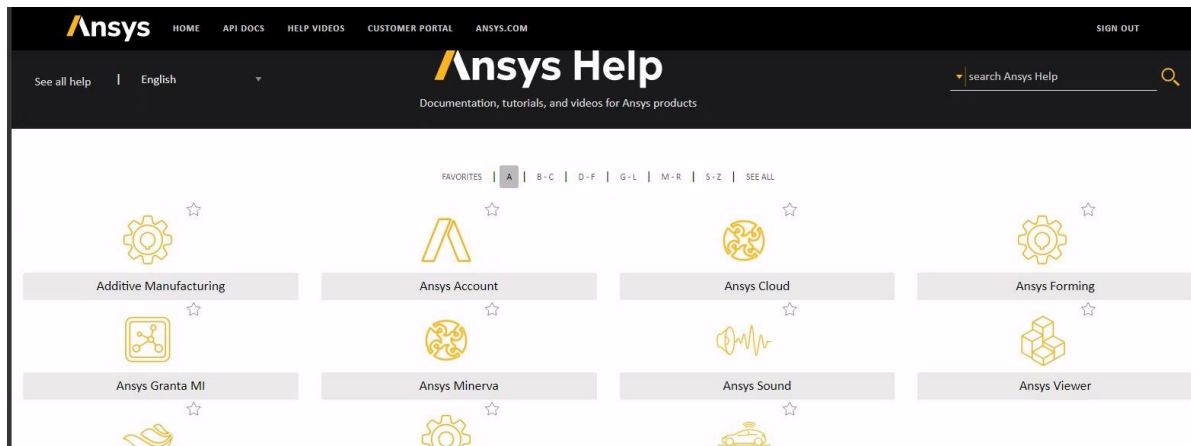 Ansys HOME API DOCS HELP VIDEOS CUSTOMER PORTAL ANSYS.COM SIGN OUT
See all help | English
Ansys Help
search Ansys Help
Documentation, tutorials, and videos for Ansys products
FAVORITES | A | B - C | D - F | G - L | M - R | S - Z | SEE ALL
Additive Manufacturing
Ansys Account
Ansys Cloud
Ansys Forming
Ansys Granta MI
Ansys Minerva
Ansys Sound
Ansys Viewer